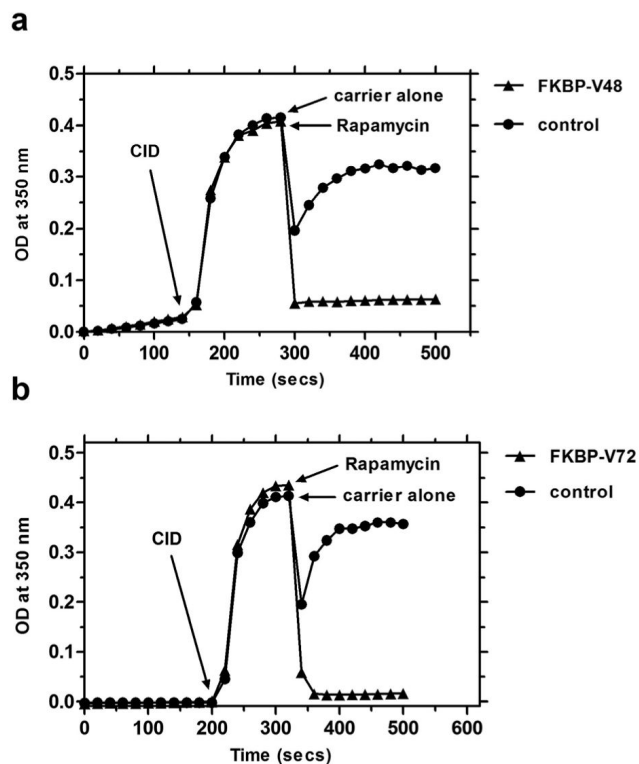 a
0.5
0.4
0.3
0.2
0.1
0.0
OD at 350 nm
CID
carrier alone
Rapamycin
FKBP-V48
control
0 100 200 300 400 500
Time (secs)
b
0.5
0.4
0.3
0.2
0.1
0.0
OD at 350 nm
CID
Rapamycin
carrier alone
FKBP-V72
control
0 100 200 300 400 500 600
Time (secs)